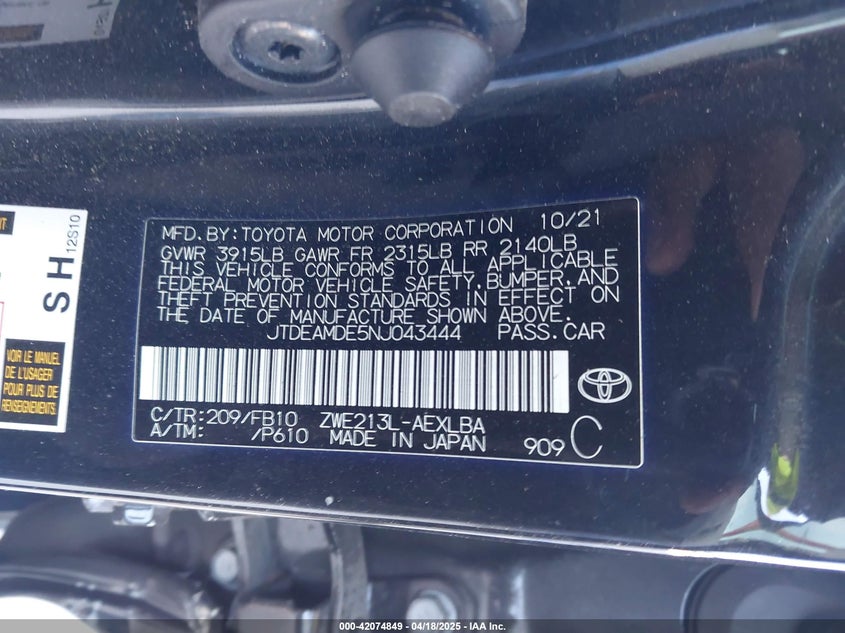 MFD. BY: TOYOTA MOTOR CORPORATION 10/21
GVWR 3915LB GAWR FR 2315LB RR 2140LB
THIS VEHICLE CONFORMS TO ALL APPLICABLE
FEDERAL MOTOR VEHICLE SAFETY, BUMPER, AND
THEFT PREVENTION STANDARDS IN EFFECT ON
THE DATE OF MANUFACTURE SHOWN ABOVE.
JTDEAMDE5NJ043444 PASS. CAR
C/TR: 209/FB10 ZWE213L-AEXLBA
A/TM: /P610 MADE IN JAPAN 909 C
SH 12S10
VOIR LE MANUEL
DE L'USAGER
POUR PLUS DE
RENSEIGNEMENTS
000-42074849 - 04/18/2025 - IAA Inc.